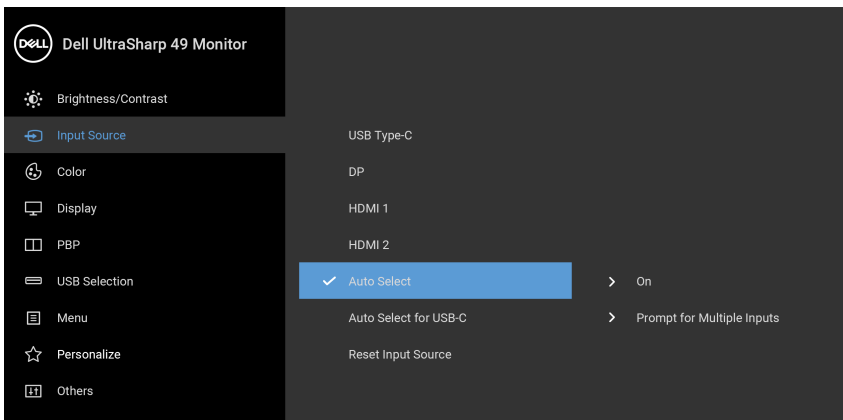 DELL Dell UltraSharp 49 Monitor
Brightness/Contrast
Input Source USB Type-C
Color DP
Display HDMI 1
PBP HDMI 2
USB Selection Auto Select On
Menu Auto Select for USB-C Prompt for Multiple Inputs
Personalize Reset Input Source
Others